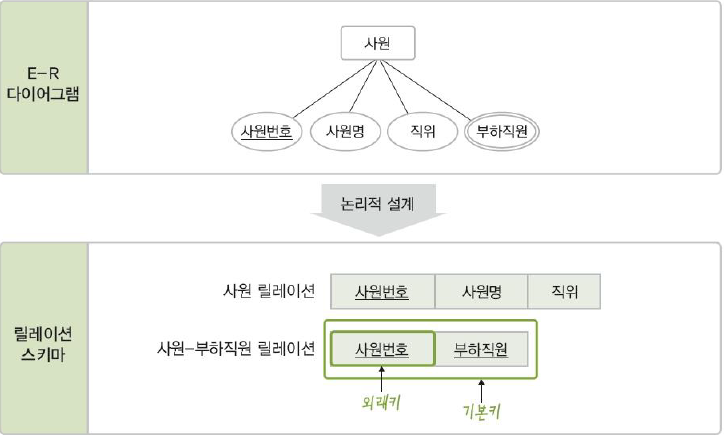 E-R
다이어그램
사원
사원번호 사원명 직위 부하직원
논리적 설계
릴레이션
스키마
사원 릴레이션 사원번호 사원명 직위
사원-부하직원 릴레이션 사원번호 부하직원
외래키 기본키